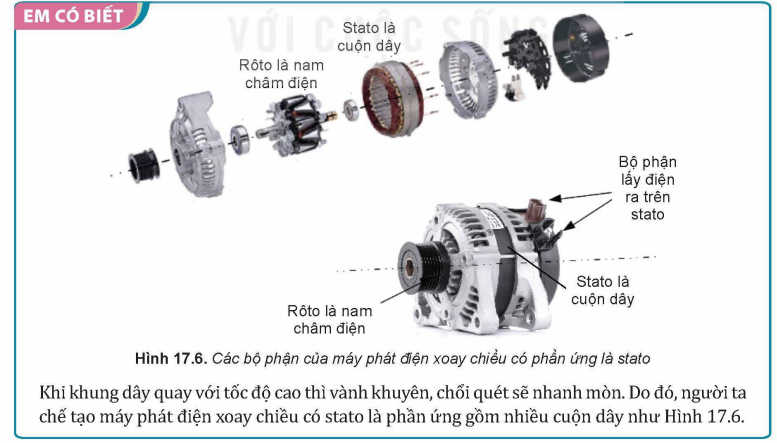 EM CÓ BIẾT
VỚI CUỘC SỐNG
Stato là
cuộn dây
Rôto là nam
châm điện
Bộ phận
lấy điện
ra trên
stato
Stato là
cuộn dây
Rôto là nam
châm điện
Hình 17.6. Các bộ phận của máy phát điện xoay chiều có phần ứng là stato
Khi khung dây quay với tốc độ cao thì vành khuyên, chổi quét sẽ nhanh mòn. Do đó, người ta
chế tạo máy phát điện xoay chiều có stato là phần ứng gồm nhiều cuộn dây như Hình 17.6.